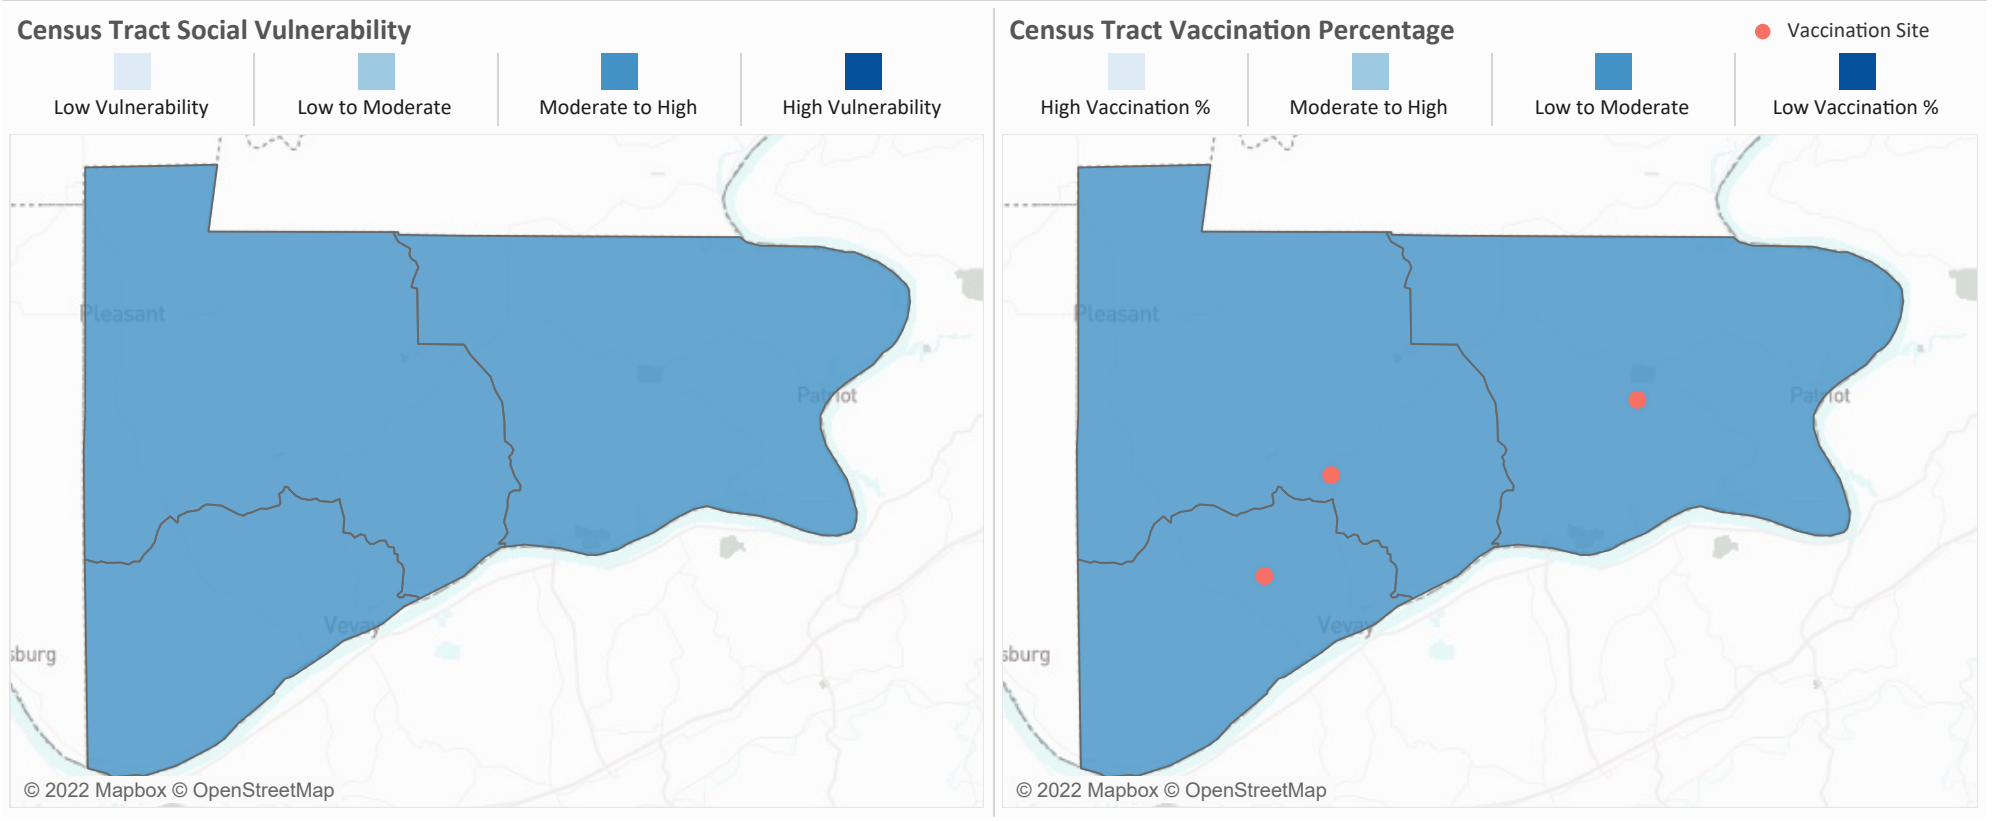 Census Tract Social Vulnerability
Low Vulnerability
Low to Moderate
Moderate to High
High Vulnerability
Pleasant
Patriot
Vevay
sburg
© 2022 Mapbox © OpenStreetMap
Census Tract Vaccination Percentage
Vaccination Site
High Vaccination %
Moderate to High
Low to Moderate
Low Vaccination %
Pleasant
Patriot
Vevay
sburg
© 2022 Mapbox © OpenStreetMap